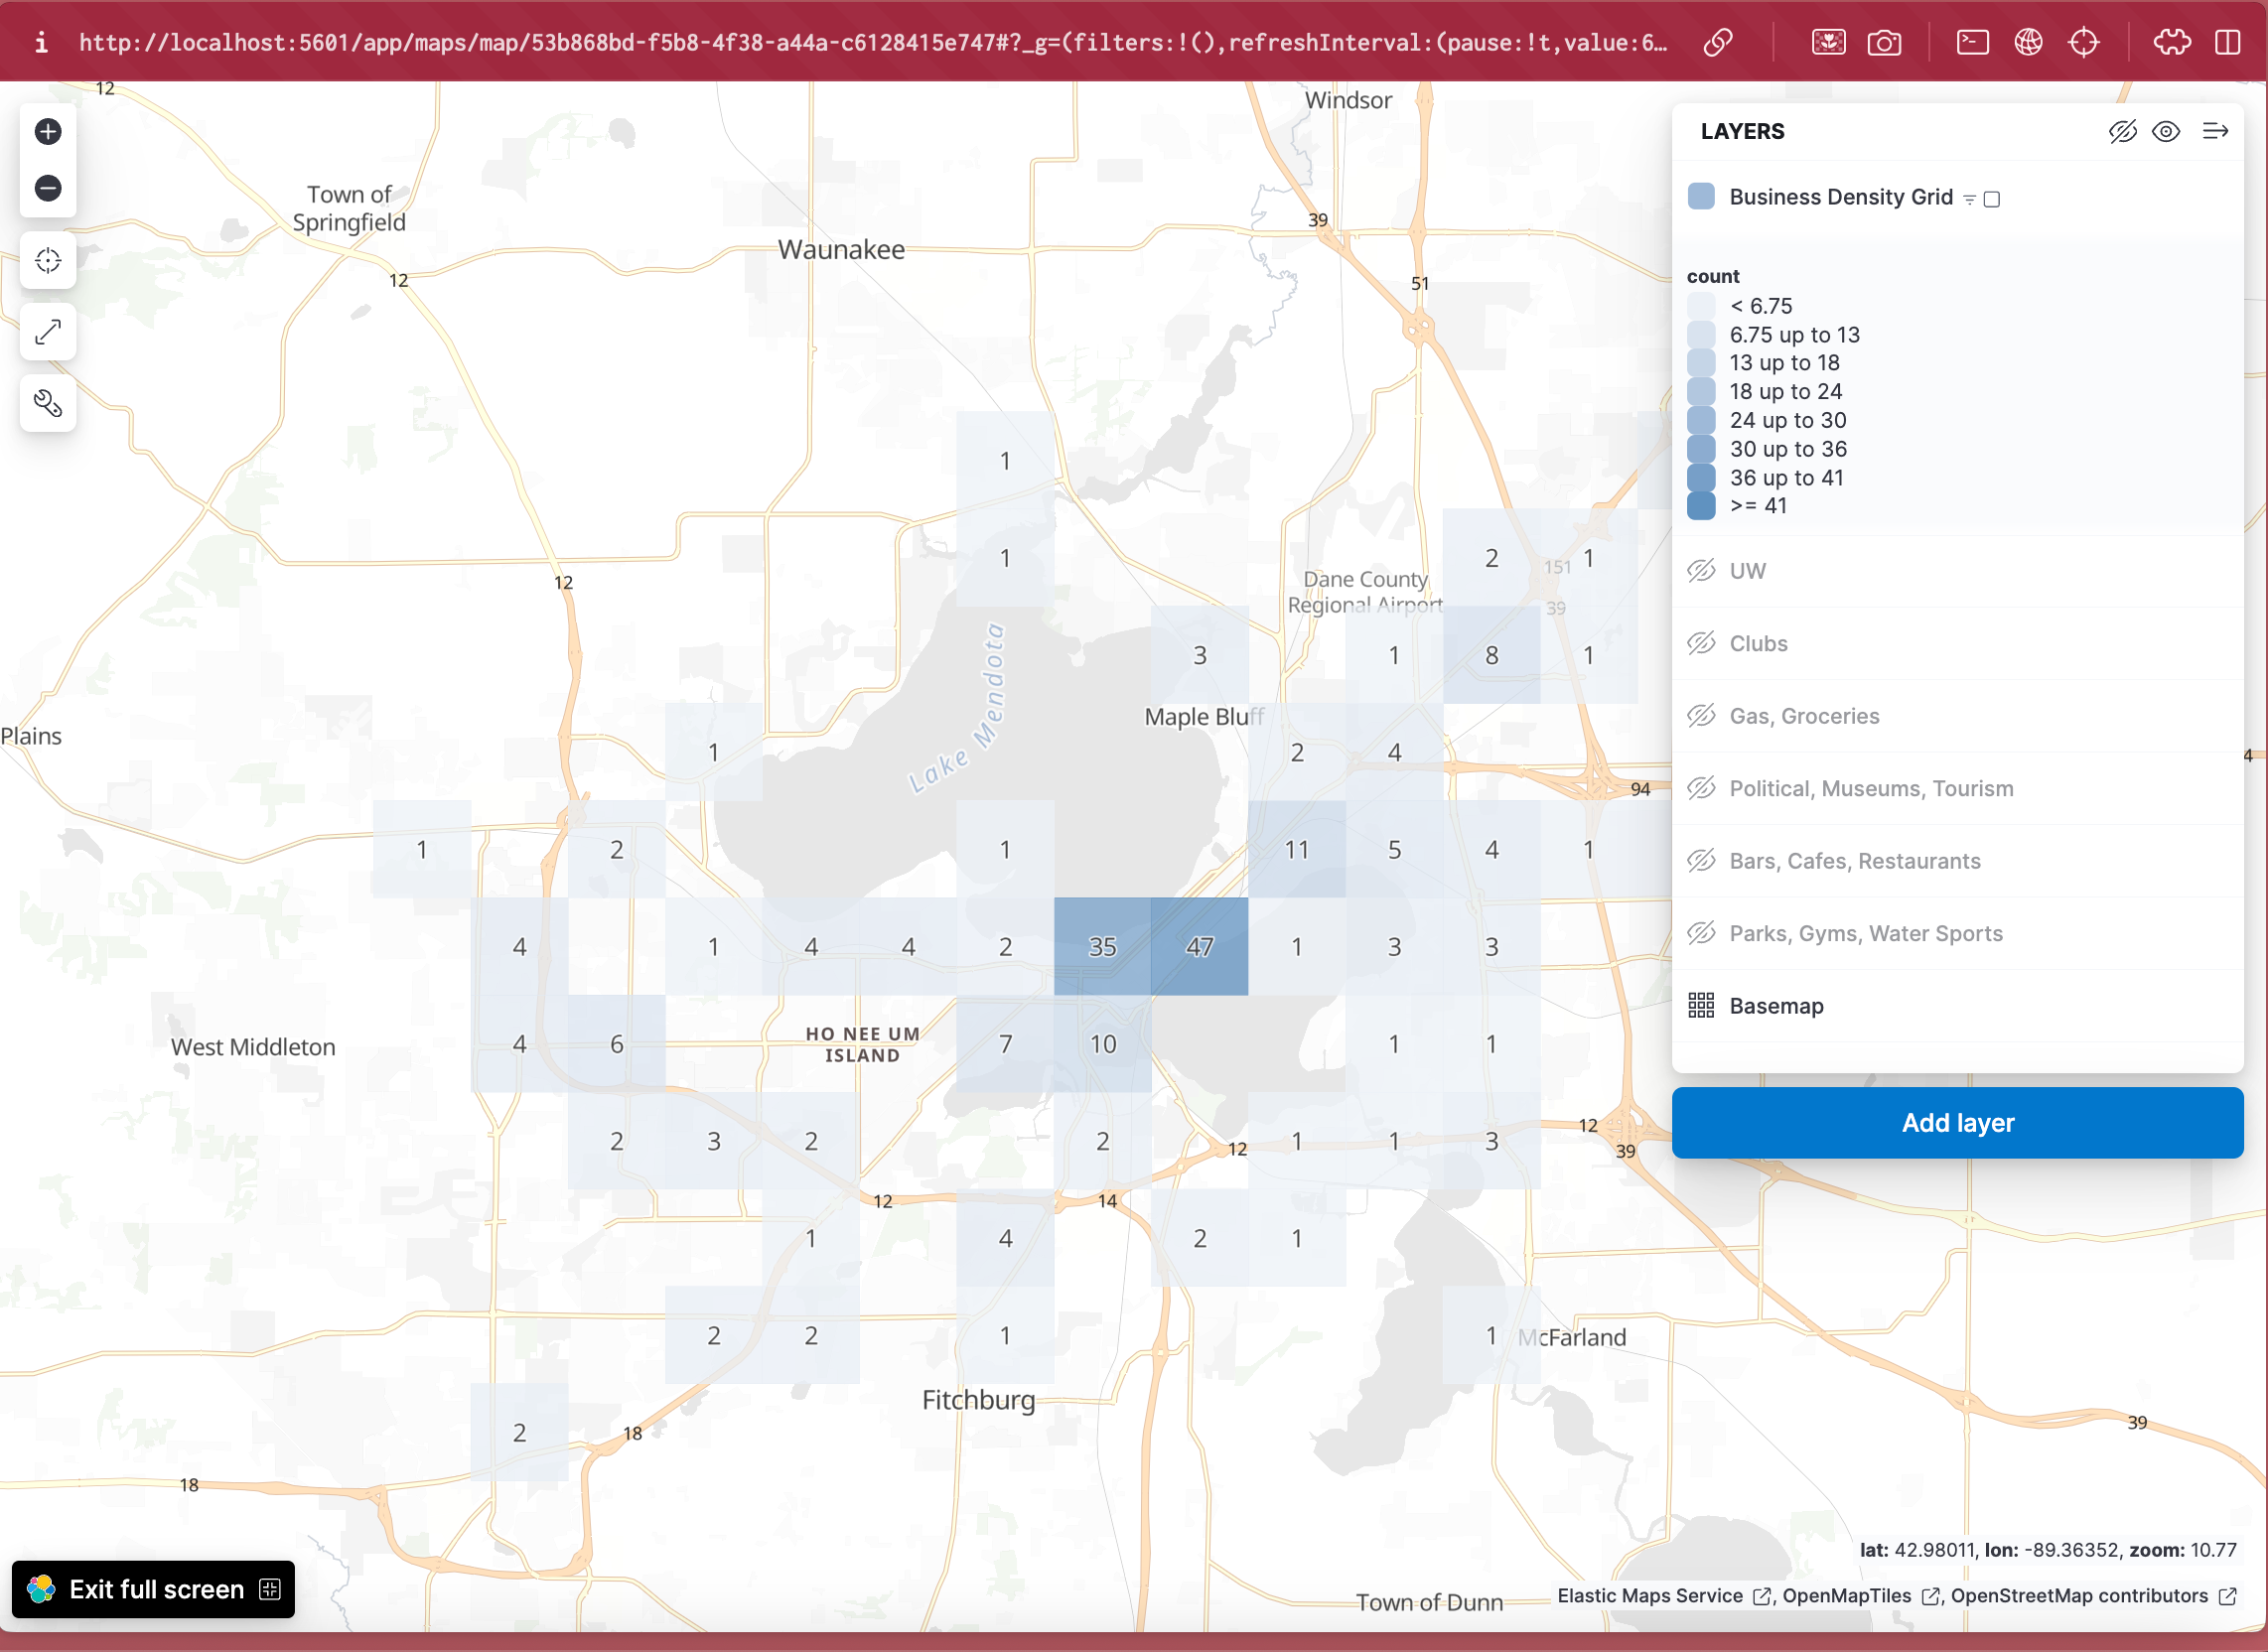 http://localhost:5601/app/maps/map/53b868bd-f5b8-4f38-a44a-c6128415e747#?_g=(filters:!(),refreshInterval:(pause:!t,value:6…
12
Windsor
Town of
Springfield
39
Waunakee
12
51
1
1
2
151
1
12
Dane County
Regional Airport
39
Lake Mendota
3
1
8
1
Maple Bluff
Plains
1
2
4
4
94
1
2
1
11
5
4
1
4
1
4
4
2
35
47
1
3
3
HO NEE UM
ISLAND
West Middleton
4
6
7
10
1
1
2
3
2
2
12
1
1
3
12
39
12
14
1
4
2
1
2
2
1
1
McFarland
Fitchburg
2
18
39
18
Town of Dunn
LAYERS
Business Density Grid
count
< 6.75
6.75 up to 13
13 up to 18
18 up to 24
24 up to 30
30 up to 36
36 up to 41
>= 41
UW
Clubs
Gas, Groceries
Political, Museums, Tourism
Bars, Cafes, Restaurants
Parks, Gyms, Water Sports
Basemap
Add layer
Exit full screen
lat: 42.98011, lon: -89.36352, zoom: 10.77
Elastic Maps Service , OpenMapTiles , OpenStreetMap contributors